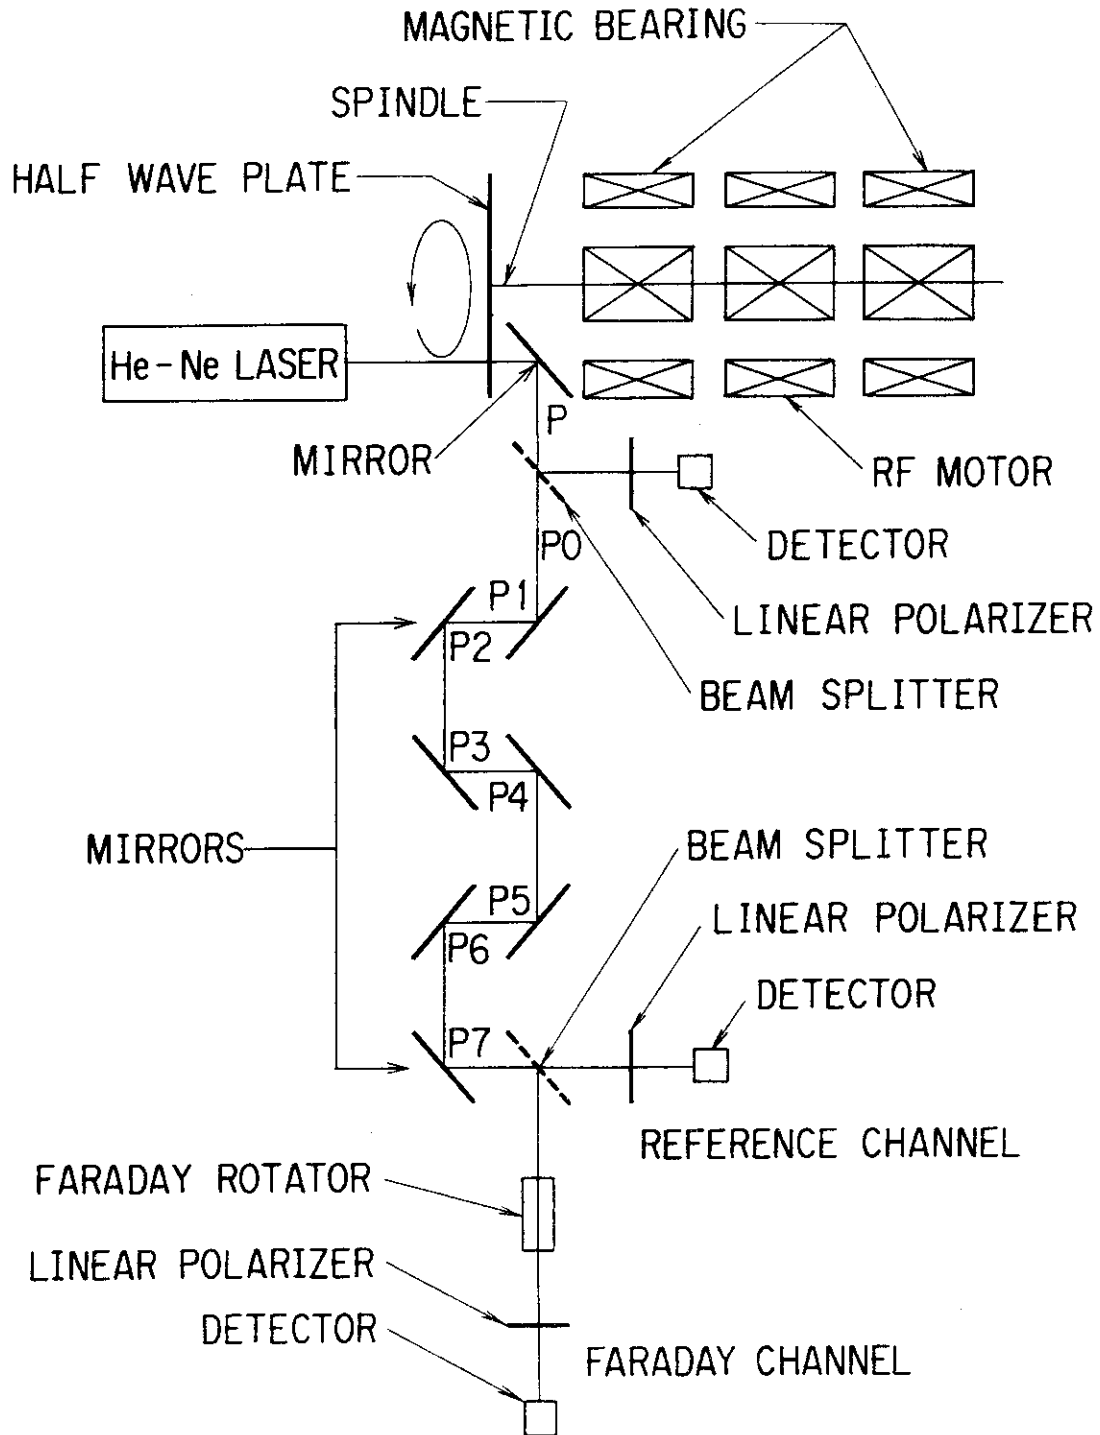 MAGNETIC BEARING
SPINDLE
HALF WAVE PLATE
He-Ne LASER
P
MIRROR
RF MOTOR
DETECTOR
P0
P1
LINEAR POLARIZER
P2
BEAM SPLITTER
P3
P4
MIRRORS
BEAM SPLITTER
P5
LINEAR POLARIZER
P6
DETECTOR
P7
REFERENCE CHANNEL
FARADAY ROTATOR
LINEAR POLARIZER
DETECTOR
FARADAY CHANNEL